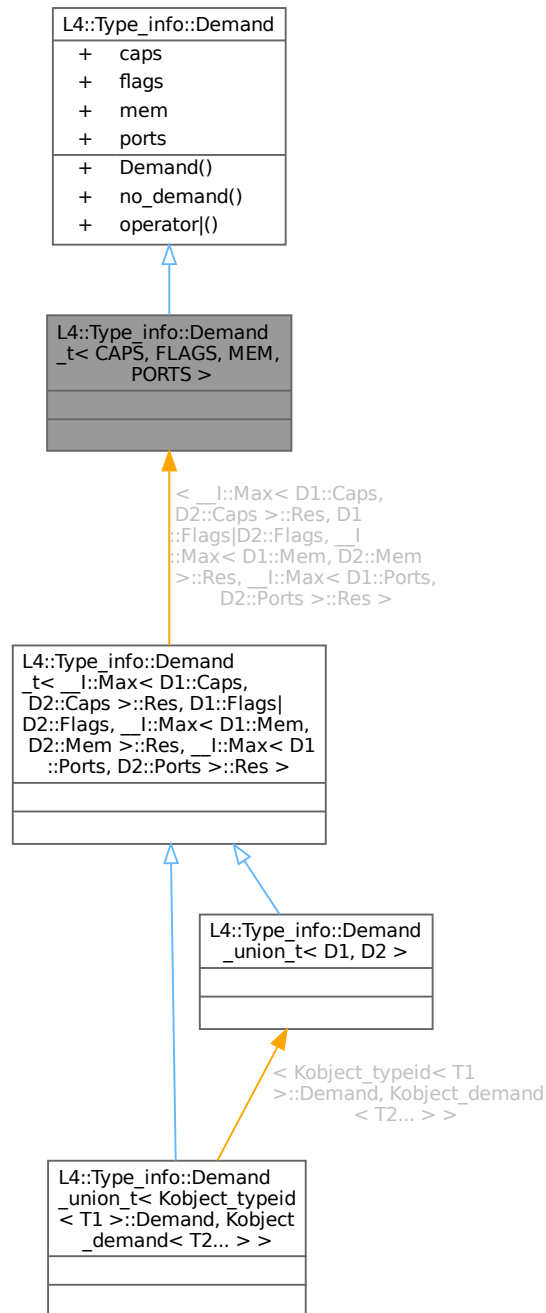 L4::Type_info::Demand
+ caps
+ flags
+ mem
+ ports
+ Demand()
+ no_demand()
+ operator|()
L4::Type_info::Demand
_t< CAPS, FLAGS, MEM,
PORTS >
< __I::Max< D1::Caps,
D2::Caps >::Res, D1
::Flags|D2::Flags, __I
::Max< D1::Mem, D2::Mem
>::Res, __I::Max< D1::Ports,
D2::Ports >::Res >
L4::Type_info::Demand
_t< __I::Max< D1::Caps,
D2::Caps >::Res, D1::Flags|
D2::Flags, __I::Max< D1::Mem,
D2::Mem >::Res, __I::Max< D1
::Ports, D2::Ports >::Res >
L4::Type_info::Demand
_union_t< D1, D2 >
< Kobject_typeid< T1
>::Demand, Kobject_demand
< T2... > >
L4::Type_info::Demand
_union_t< Kobject_typeid
< T1 >::Demand, Kobject
_demand< T2... > >